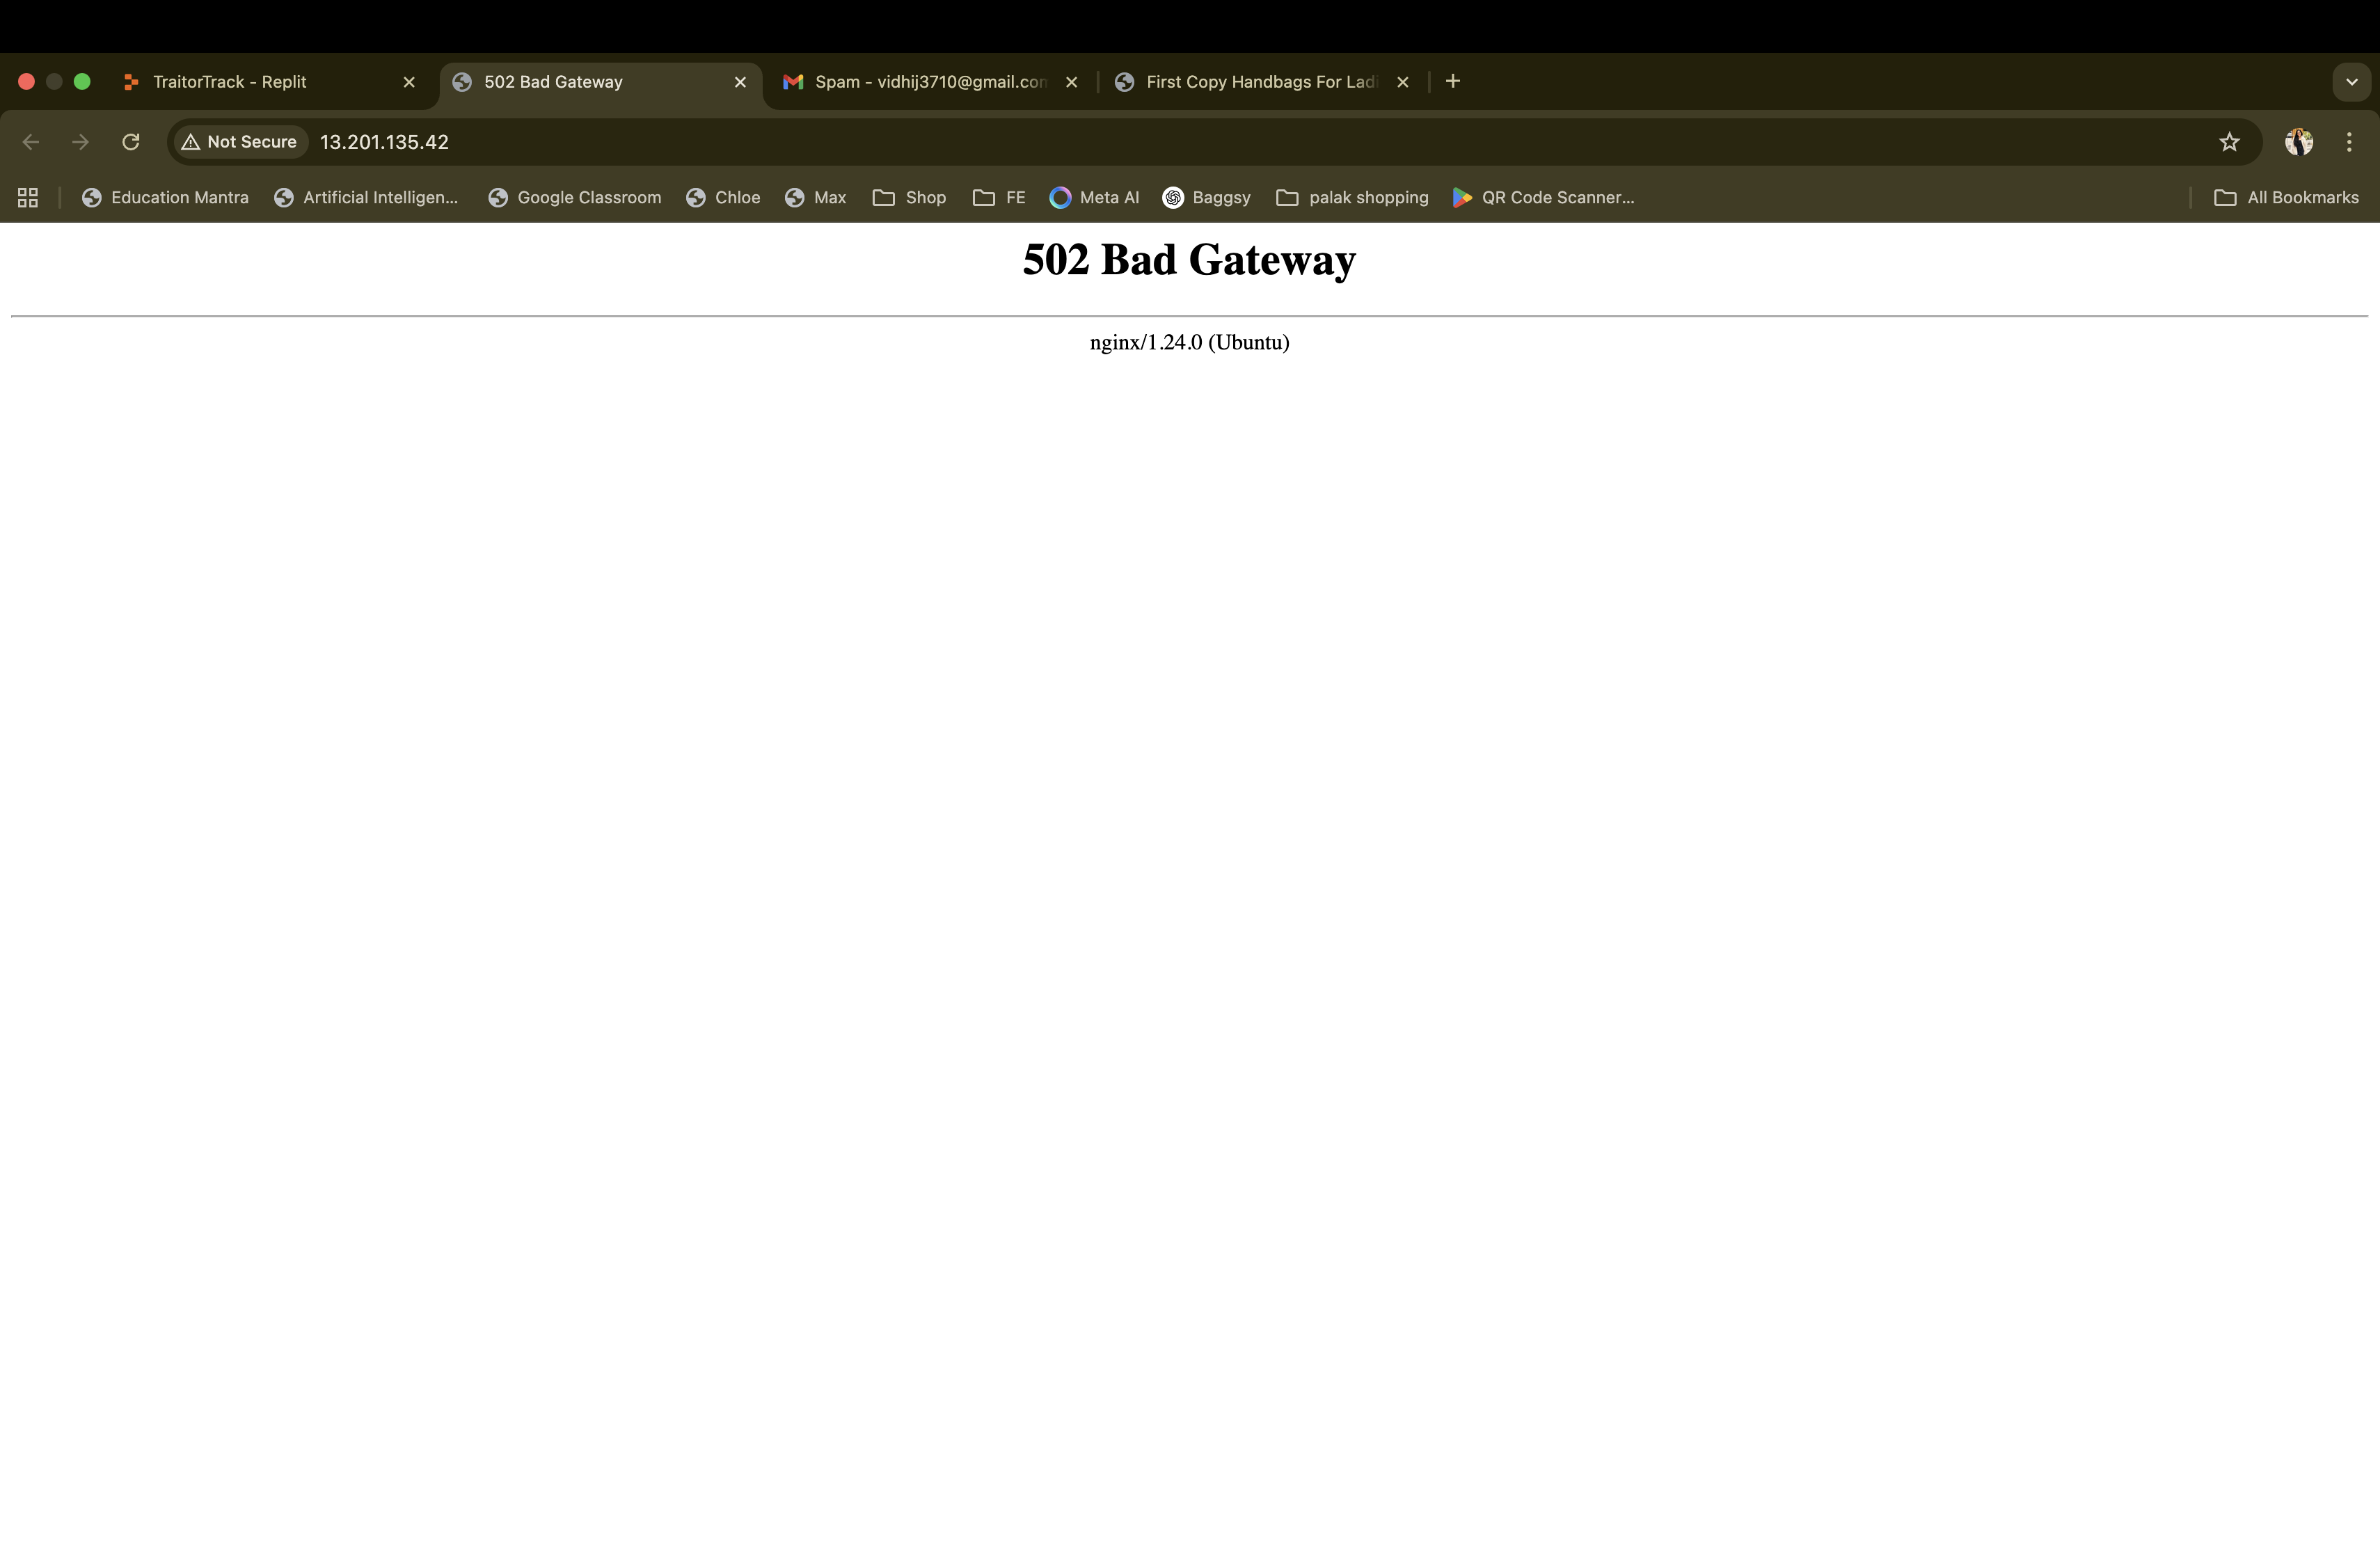 TraitorTrack - Replit
502 Bad Gateway
Spam - vidhij3710@gmail.con
First Copy Handbags For Ladi
Not Secure
13.201.135.42
Education Mantra
Artificial Intelligen...
Google Classroom
Chloe
Max
Shop
FE
Meta AI
Baggsy
palak shopping
QR Code Scanner...
All Bookmarks
502 Bad Gateway
nginx/1.24.0 (Ubuntu)